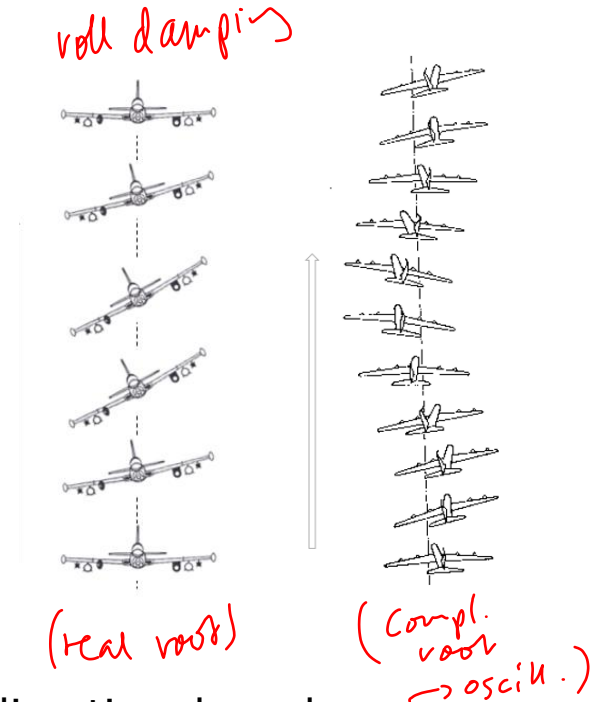 roll damping
(real root)
(compl.
root
→ oscill.)